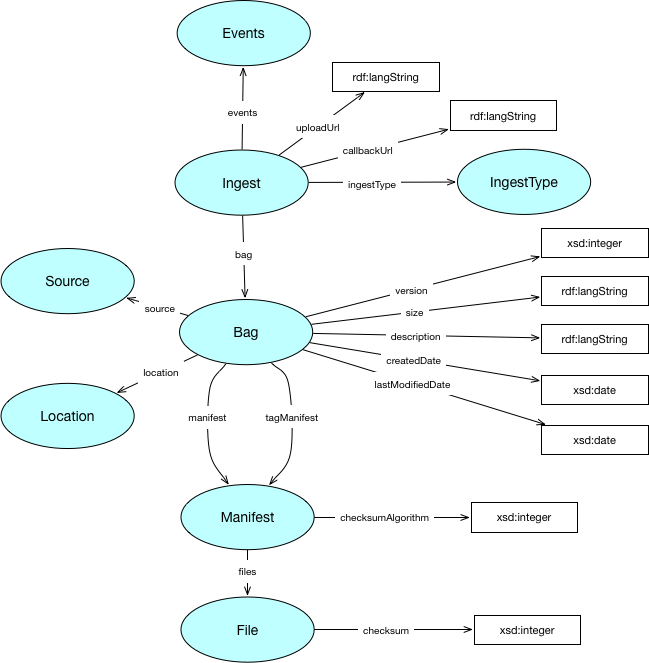 Events
rdf:langString
events
uploadUrl
rdf:langString
callbackUrl
Ingest
ingestType
IngestType
bag
xsd:integer
Source
version
rdf:langString
source
size
Bag
description
rdf:langString
createdDate
location
lastModifiedDate
xsd:date
Location
manifest
tagManifest
xsd:date
Manifest
checksumAlgorithm
xsd:integer
files
File
checksum
xsd:integer